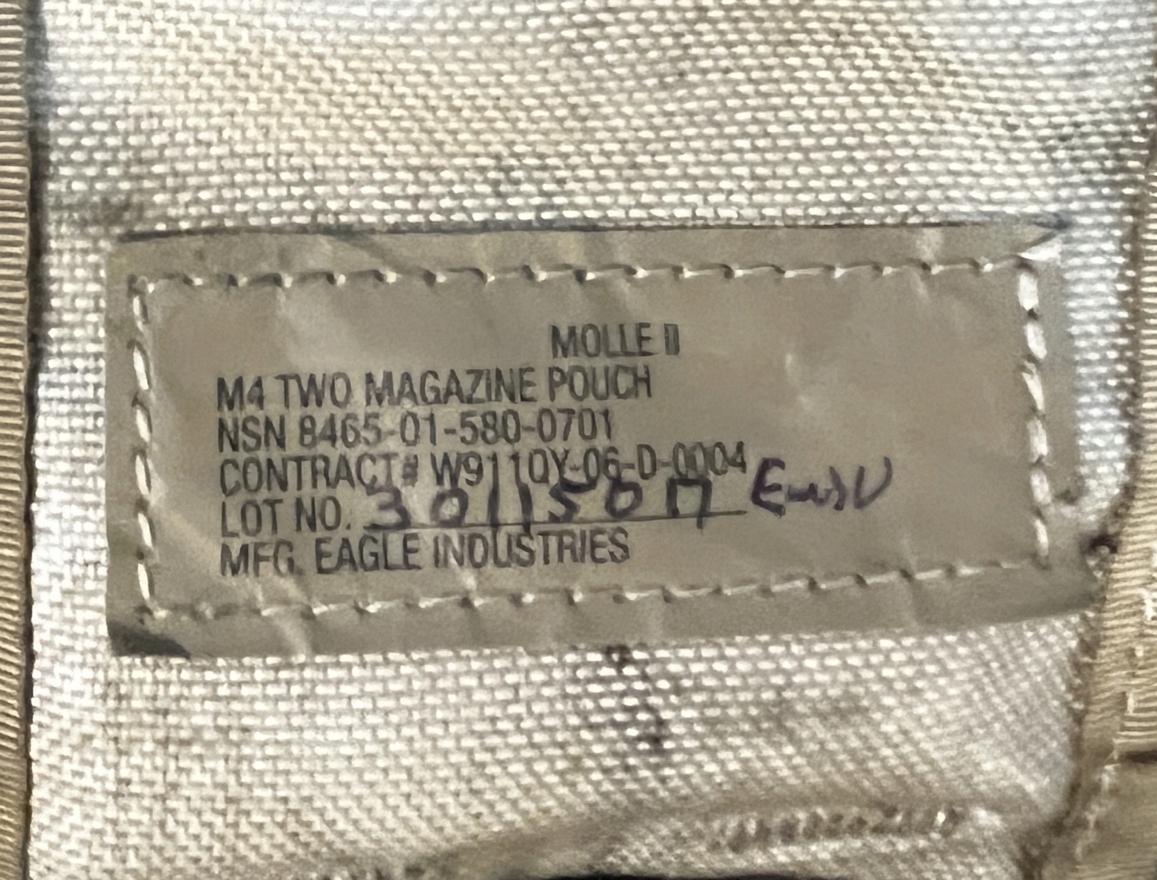 MOLLE II
M4 TWO MAGAZINE POUCH
NSN 8465-01-580-0701
CONTRACT# W911QY-06-D-0004
LOT NO. 3011507
MFG. EAGLE INDUSTRIES